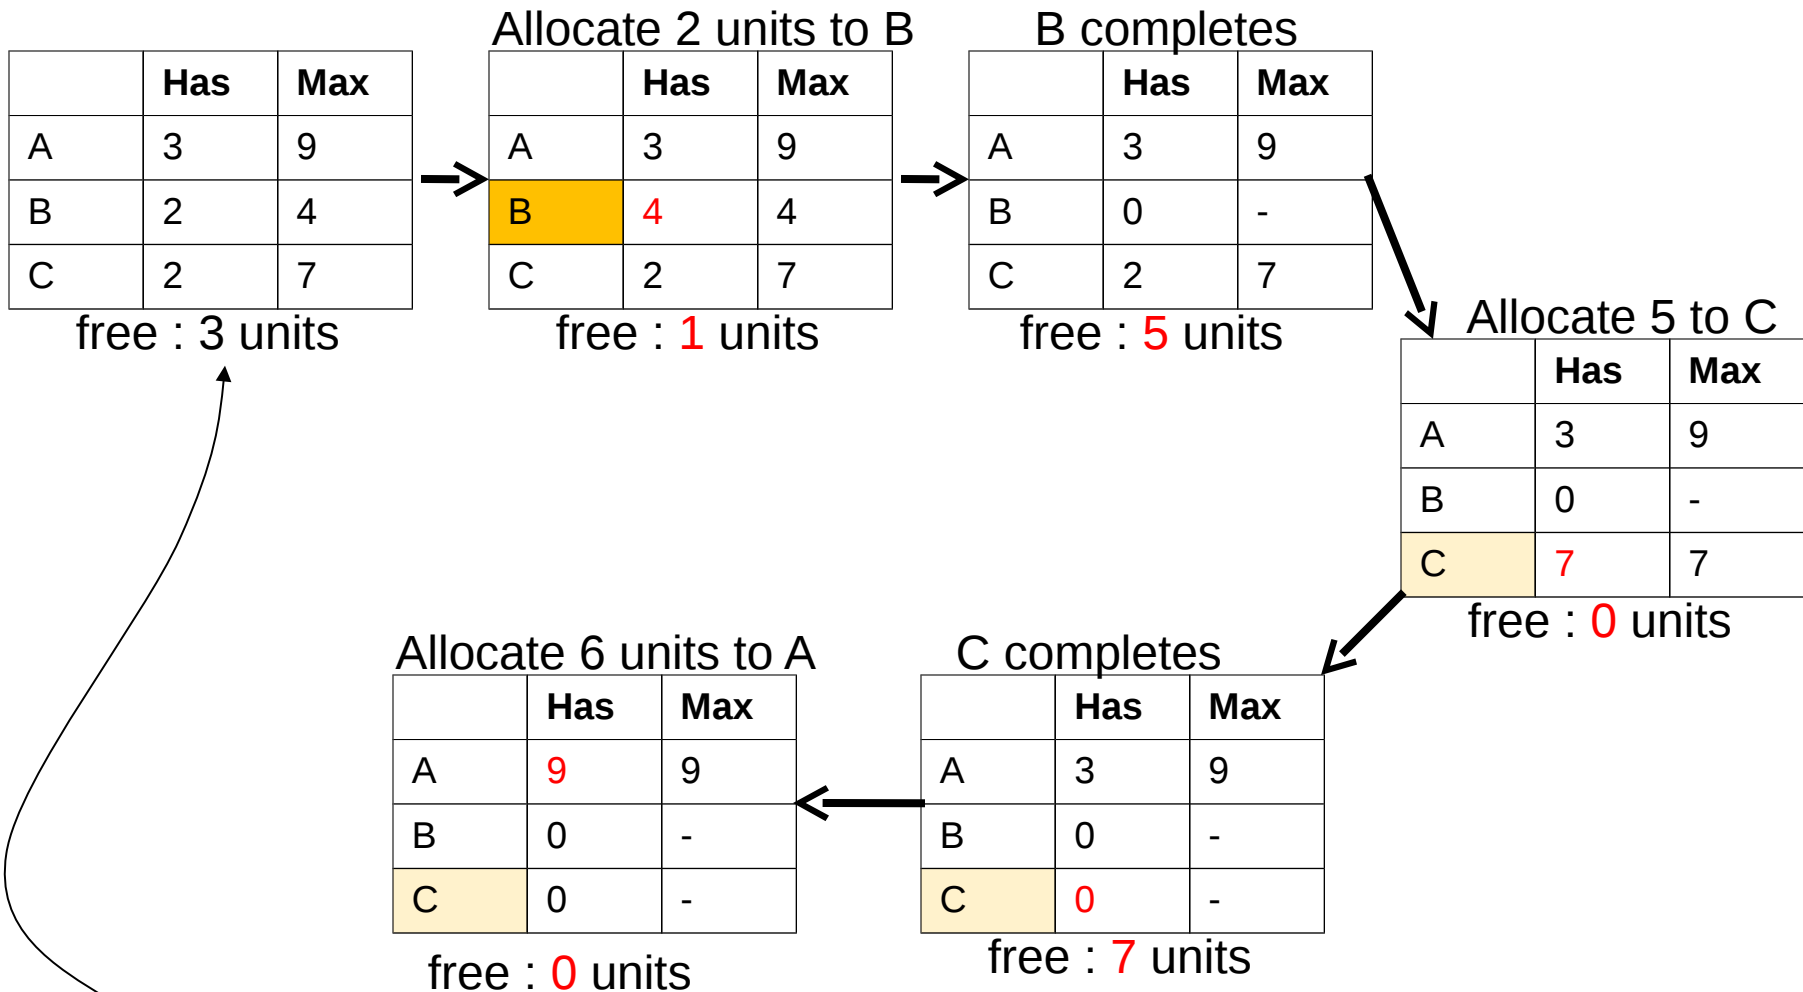 Has Max
A 3 9
B 2 4
C 2 7
free : 3 units
Allocate 2 units to B
Has Max
A 3 9
B 4 4
C 2 7
free : 1 units
B completes
Has Max
A 3 9
B 0 -
C 2 7
free : 5 units
Allocate 5 to C
Has Max
A 3 9
B 0 -
C 7 7
free : 0 units
C completes
Has Max
A 3 9
B 0 -
C 0 -
free : 7 units
Allocate 6 units to A
Has Max
A 9 9
B 0 -
C 0 -
free : 0 units